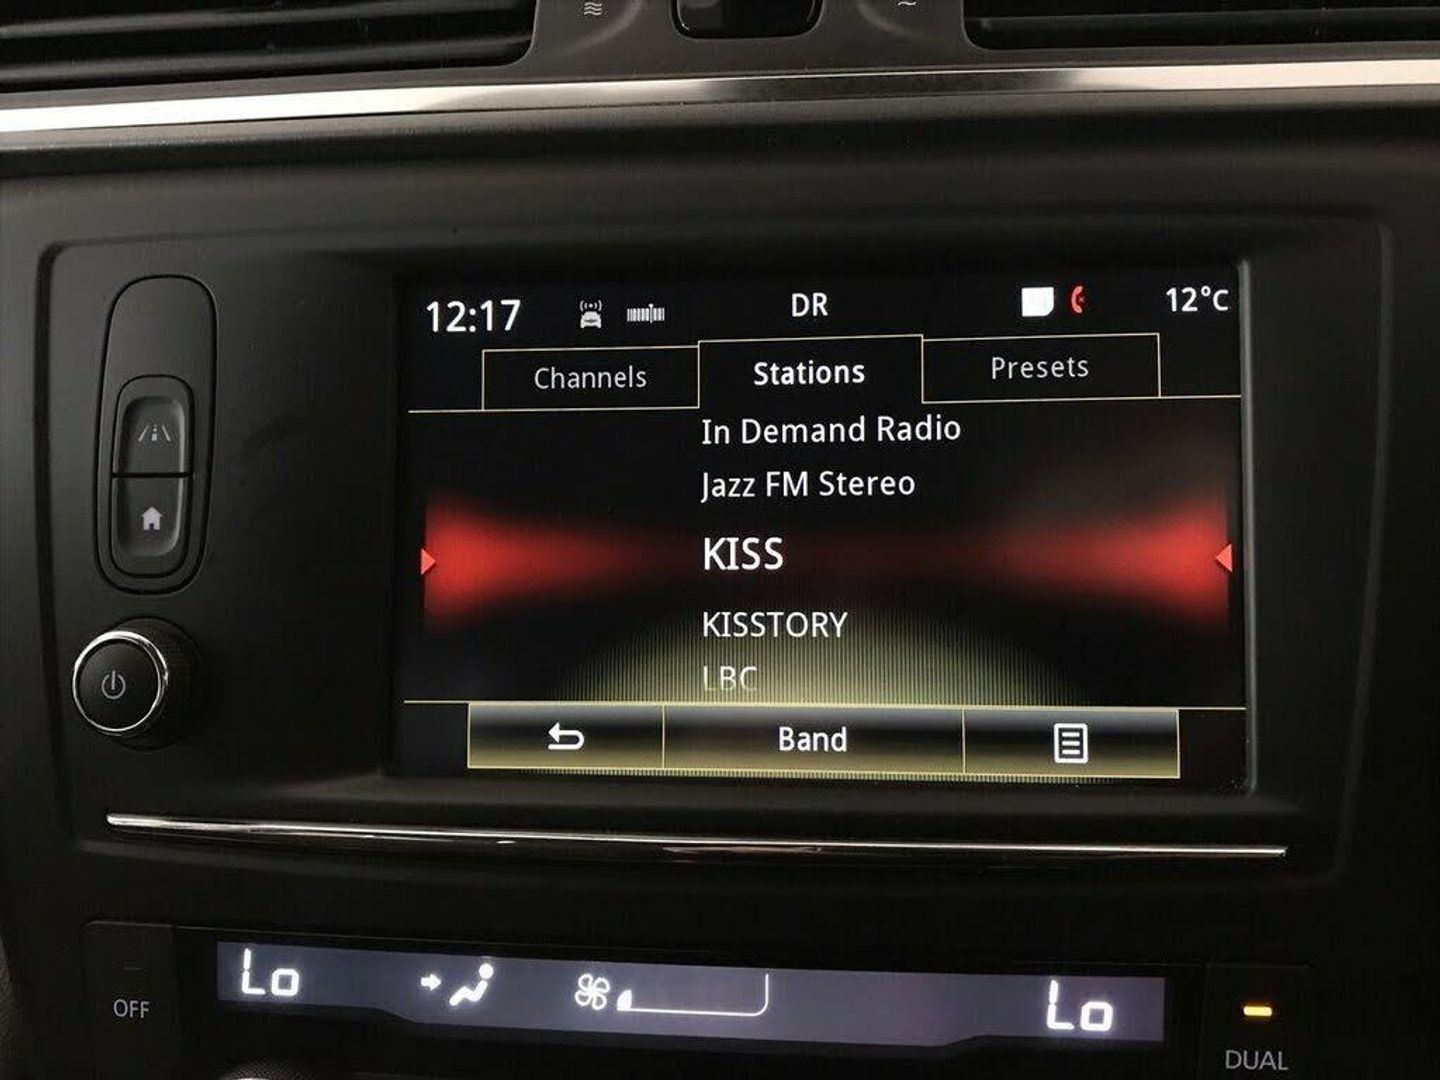 12:17 DR 12°C
Channels Stations Presets
In Demand Radio
Jazz FM Stereo
KISS
KISSTORY
LBC
Band
Lo Lo
OFF
DUAL